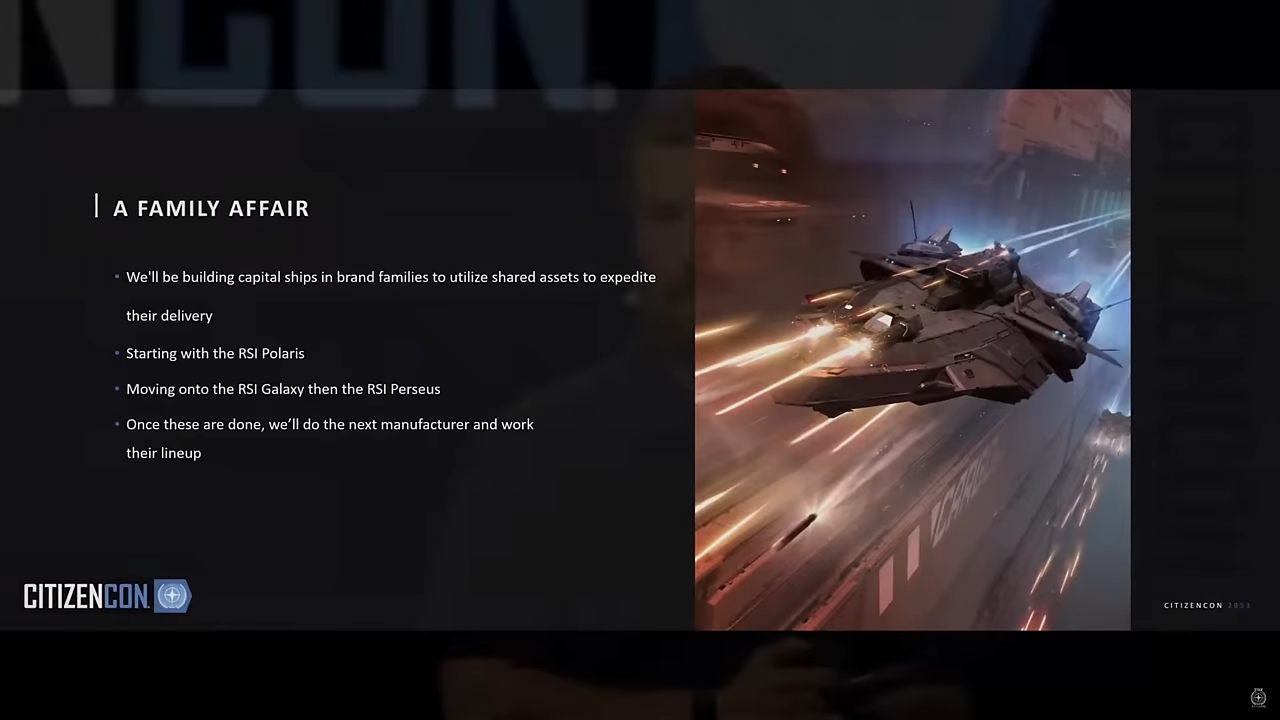 CON.
A FAMILY AFFAIR
We'll be building capital ships in brand families to utilize shared assets to expedite
their delivery
Starting with the RSI Polaris
Moving onto the RSI Galaxy then the RSI Perseus
Once these are done, we'll do the next manufacturer and work
their lineup
CITIZENCON
CITIZENCON 2953